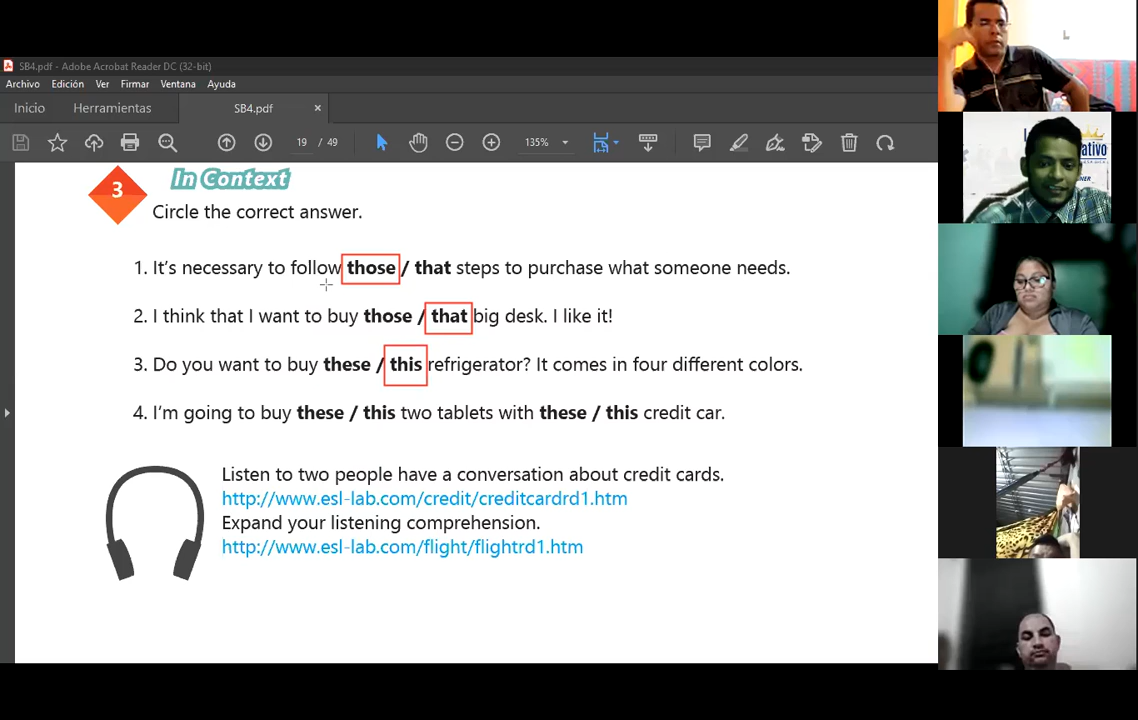 SB4.pdf - Adobe Acrobat Reader DC (32-bit)
Archivo Edición Ver Firmar Ventana Ayuda
Inicio Herramientas SB4.pdf ×
19 / 49 135%
3 In Context
Circle the correct answer.
1. It's necessary to follow those / that steps to purchase what someone needs.
2. I think that I want to buy those / that big desk. I like it!
3. Do you want to buy these / this refrigerator? It comes in four different colors.
4. I'm going to buy these / this two tablets with these / this credit car.
Listen to two people have a conversation about credit cards.
http://www.esl-lab.com/credit/creditcardrd1.htm
Expand your listening comprehension.
http://www.esl-lab.com/flight/flightrd1.htm